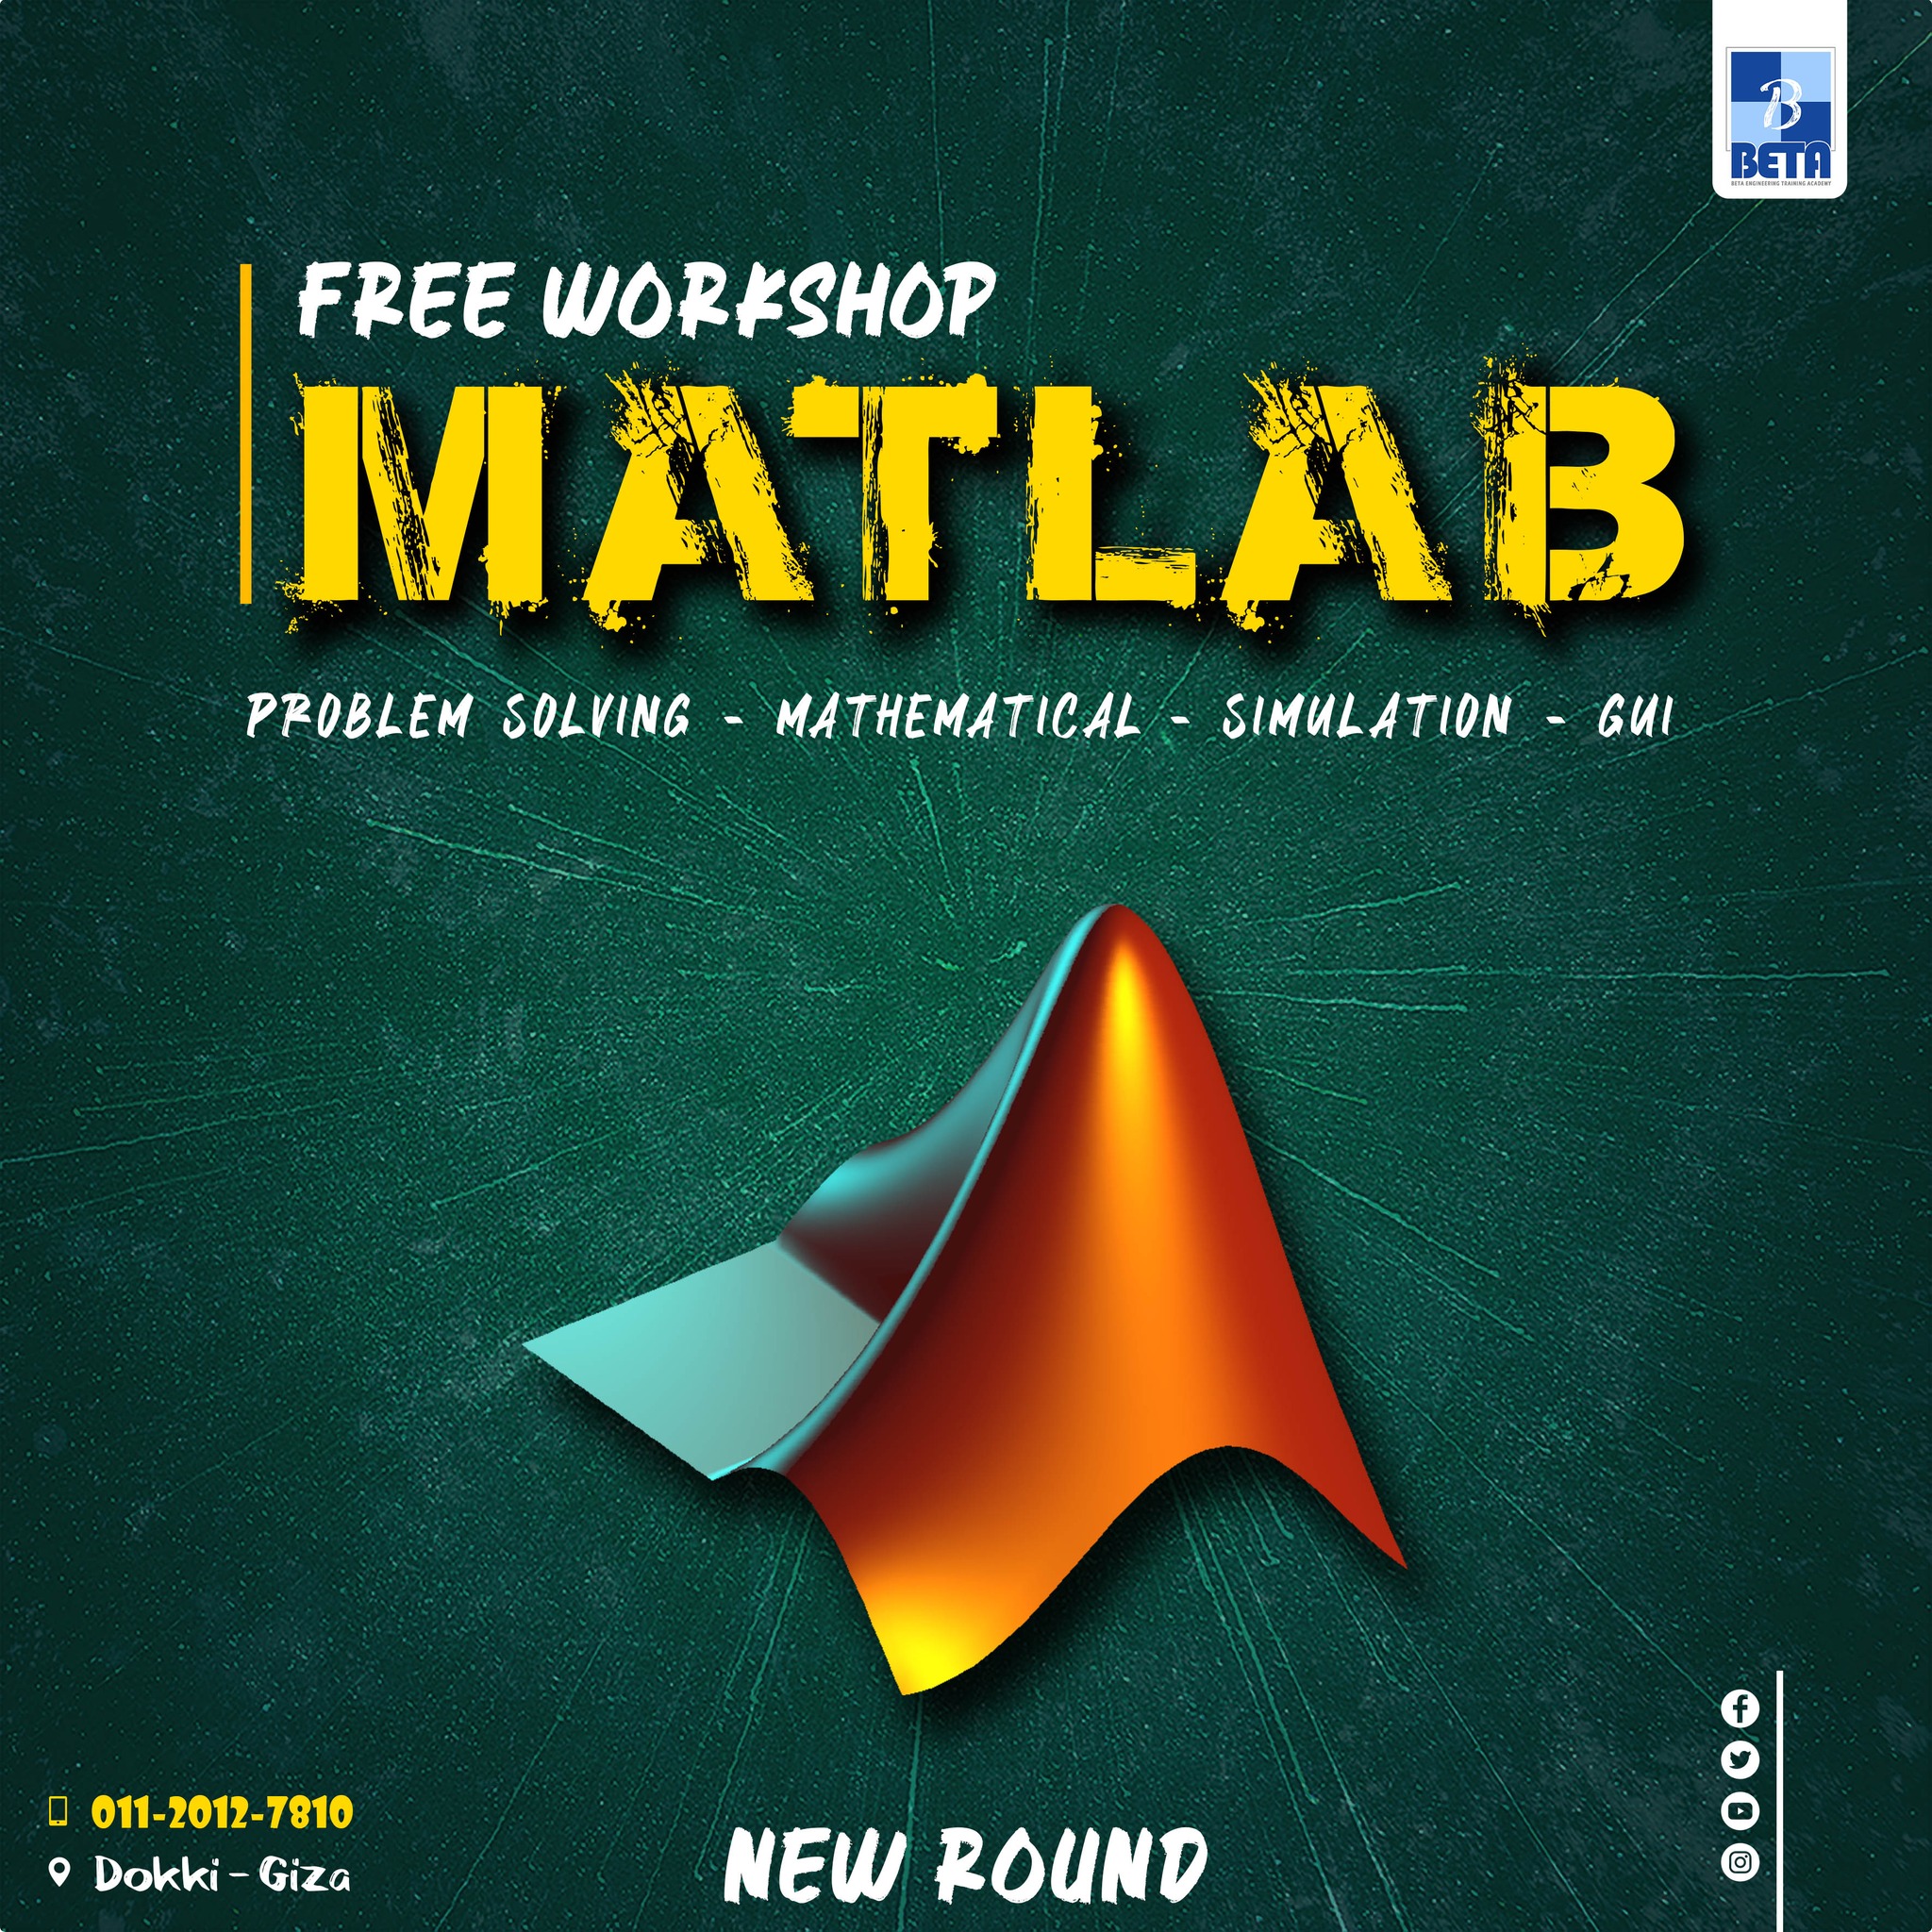 B
BETA
BETA ENGINEERING TRAINING ACADEMY
FREE WORKSHOP
MATLAB
PROBLEM SOLVING - MATHEMATICAL - SIMULATION - GUI
011-2012-7810
Dokki - Giza
NEW ROUND